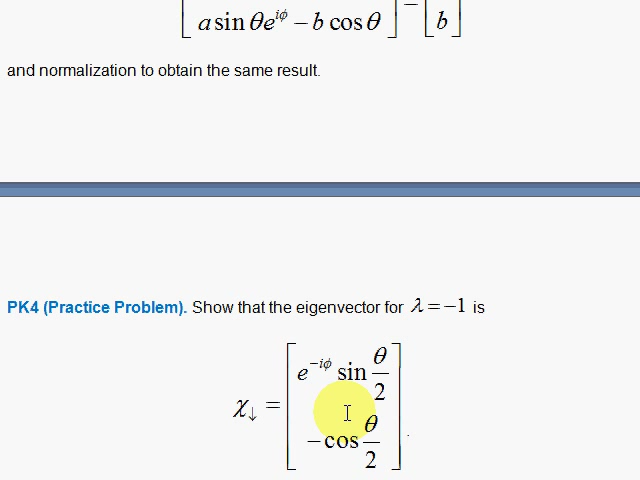 [ a sin θe^{iφ} − b cos θ ] = [ b ]
and normalization to obtain the same result.
PK4 (Practice Problem). Show that the eigenvector for λ = −1 is
χ↓ = [ e^{−iφ} sin θ/2
−cos θ/2 ].